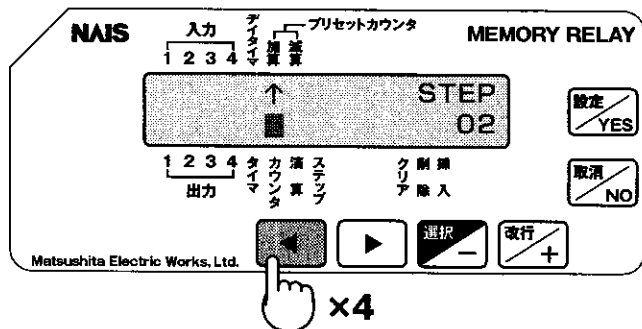 NAIS
入力
1 2 3 4
デイタイマ
加算
減算
プリセットカウンタ
MEMORY RELAY
↑ STEP
■ 02
設定/YES
1 2 3 4
出力
タイマ
カウンタ
演算
ステップ
クリア
削除
挿入
取消/NO
Matsushita Electric Works, Ltd.
◀
▶
選択/−
改行/+
×4